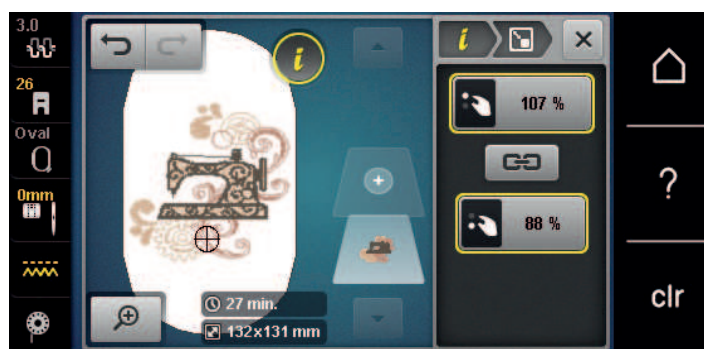 3.0
26
Oval
0mm
27 min.
132x131 mm
i
i
107 %
88 %
?
clr